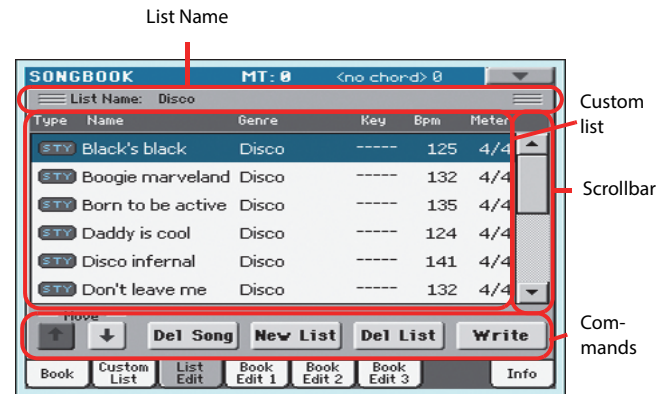 List Name
SONGBOOK MT: 0 <no chord> 0
List Name: Disco
Type Name Genre Key Bpm Meter
STY Black's black Disco ----- 125 4/4
STY Boogie marveland Disco ----- 132 4/4
STY Born to be active Disco ----- 135 4/4
STY Daddy is cool Disco ----- 124 4/4
STY Disco infernal Disco ----- 141 4/4
STY Don't leave me Disco ----- 132 4/4
Move
Del Song New List Del List Write
Book Custom List List Edit Book Edit 1 Book Edit 2 Book Edit 3 Info
Custom
list
Scrollbar
Com-
mands